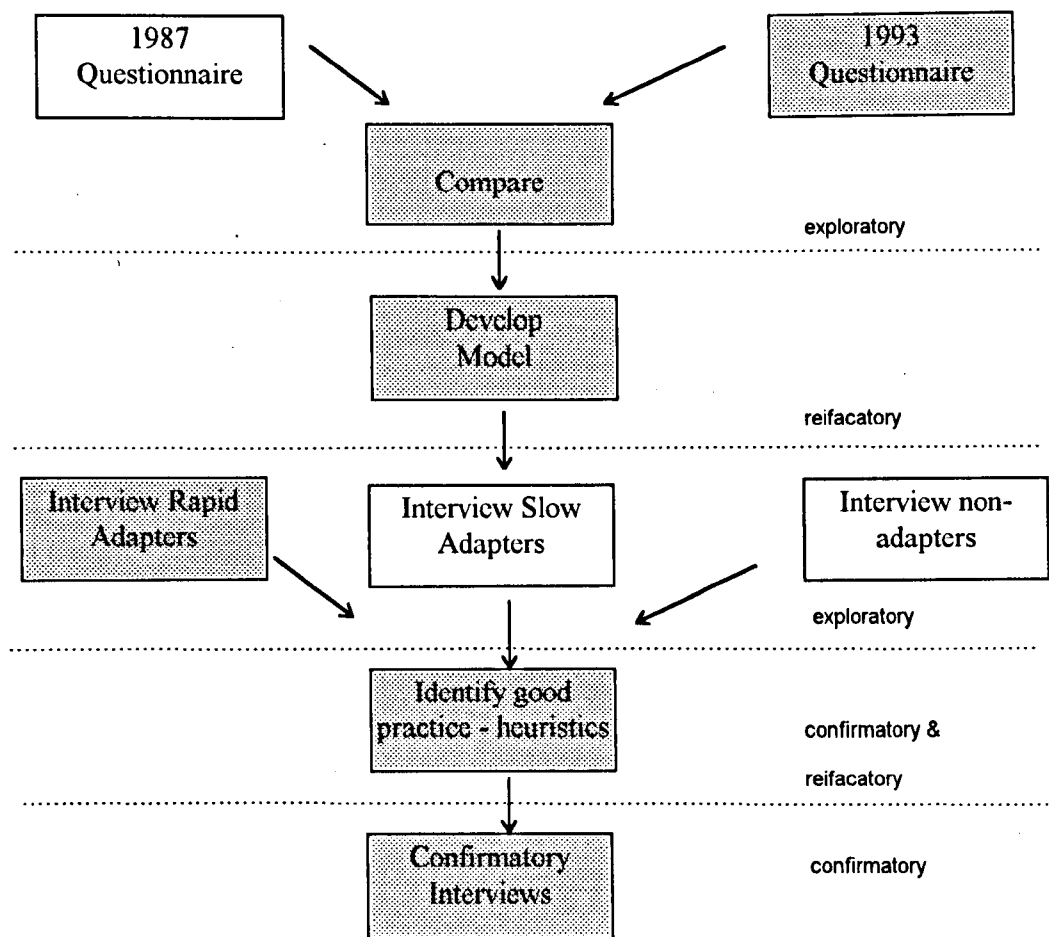 1987
Questionnaire
1993
Questionnaire
Compare
exploratory
Develop
Model
reifacatory
Interview Rapid
Adapters
Interview Slow
Adapters
Interview non-
adapters
exploratory
Identify good
practice - heuristics
confirmatory &
reifacatory
Confirmatory
Interviews
confirmatory